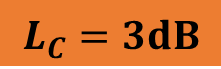 L_C = 3dB